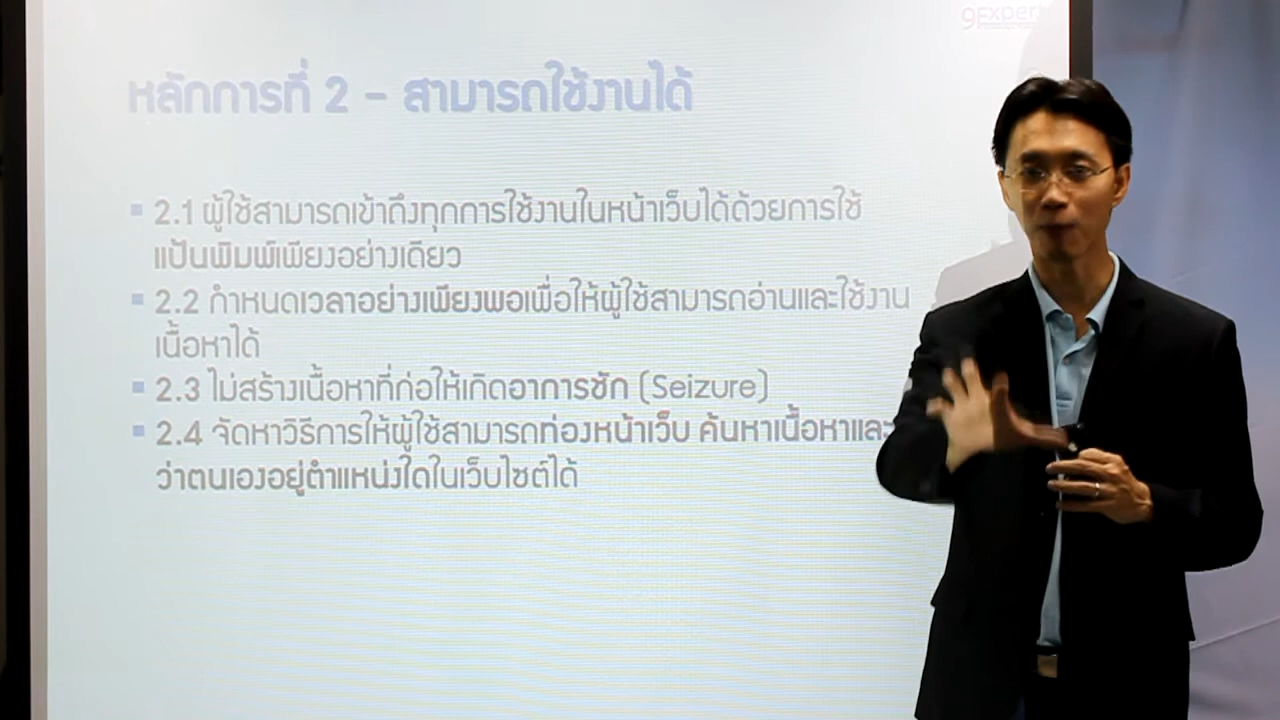 9Expert
หลักการที่ 2 - สามารถใช้งานได้
2.1 ผู้ใช้สามารถเข้าถึงทุกการใช้งานในหน้าเว็บได้ด้วยการใช้
แป้นพิมพ์เพียงอย่างเดียว
2.2 กำหนดเวลาอย่างเพียงพอเพื่อให้ผู้ใช้สามารถอ่านและใช้งาน
เนื้อหาได้
2.3 ไม่สร้างเนื้อหาที่ก่อให้เกิดอาการชัก (Seizure)
2.4 จัดหาวิธีการให้ผู้ใช้สามารถท่องหน้าเว็บ ค้นหาเนื้อหาและ
ว่าตนเองอยู่ตำแหน่งใดในเว็บไซต์ได้